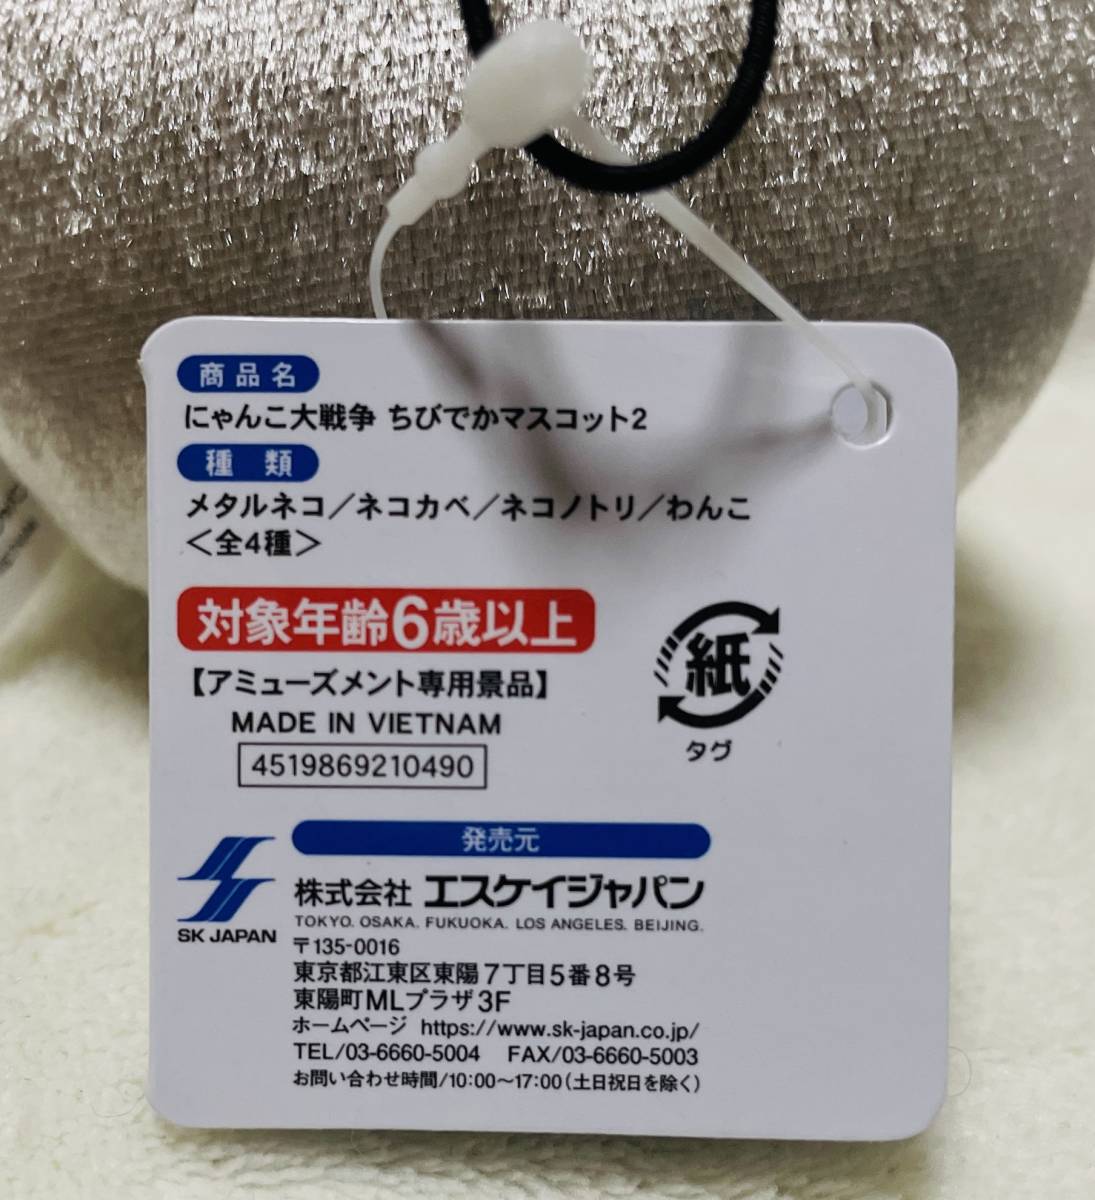 商品名
にゃんこ大戦争 ちびでかマスコット2
種 類
メタルネコ／ネコカベ／ネコノトリ／わんこ
＜全4種＞
対象年齢6歳以上
【アミューズメント専用景品】
MADE IN VIETNAM
4519869210490
紙
タグ
発売元
SK JAPAN
株式会社 エスケイジャパン
TOKYO. OSAKA. FUKUOKA. LOS ANGELES. BEIJING.
〒135-0016
東京都江東区東陽7丁目5番8号
東陽町MLプラザ3F
ホームページ https://www.sk-japan.co.jp/
TEL/03-6660-5004 FAX/03-6660-5003
お問い合わせ時間/10:00～17:00（土日祝日を除く）